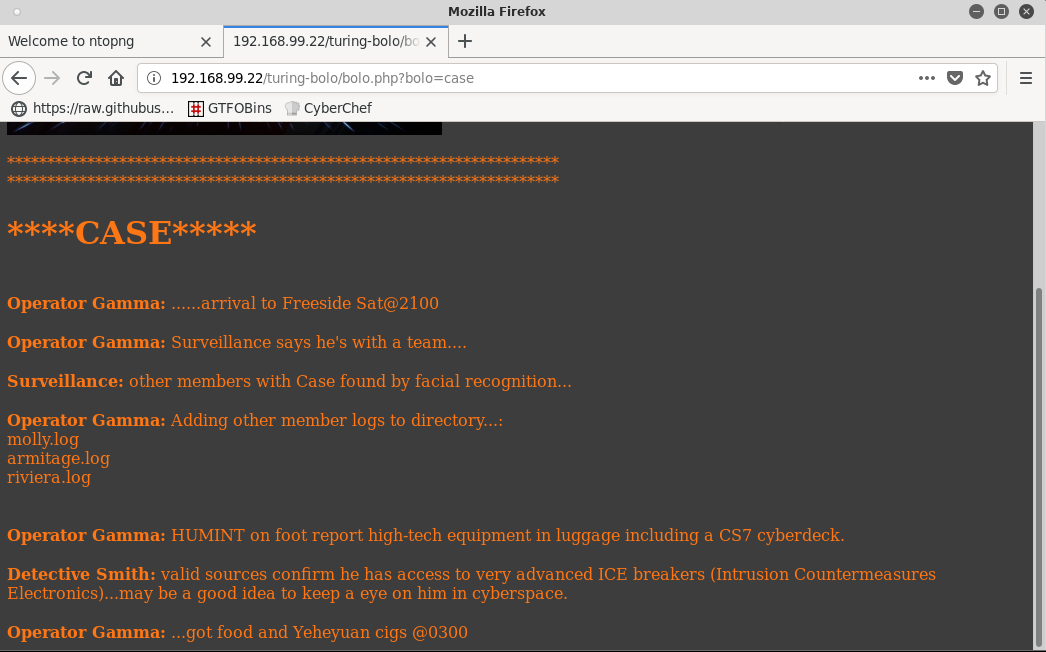 Mozilla Firefox
Welcome to ntopng
192.168.99.22/turing-bolo/bo
192.168.99.22/turing-bolo/bolo.php?bolo=case
https://raw.githubus...
GTFOBins
CyberChef
*********************************************************************
*********************************************************************
****CASE*****
Operator Gamma: ......arrival to Freeside Sat@2100
Operator Gamma: Surveillance says he's with a team....
Surveillance: other members with Case found by facial recognition...
Operator Gamma: Adding other member logs to directory...:
molly.log
armitage.log
riviera.log
Operator Gamma: HUMINT on foot report high-tech equipment in luggage including a CS7 cyberdeck.
Detective Smith: valid sources confirm he has access to very advanced ICE breakers (Intrusion Countermeasures
Electronics)...may be a good idea to keep a eye on him in cyberspace.
Operator Gamma: ...got food and Yeheyuan cigs @0300